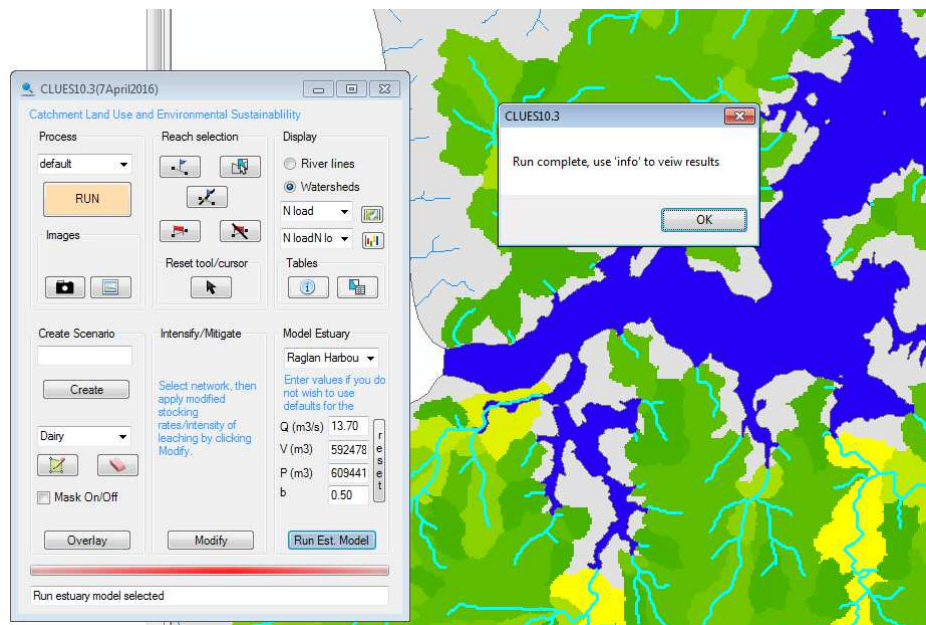 CLUES10.3(7April2016)
Catchment Land Use and Environmental Sustainablility
Process
default
RUN
Images
Reach selection
Reset tool/cursor
Display
River lines
Watersheds
N load
N loadN lo
Tables
Create Scenario
Create
Dairy
Mask On/Off
Overlay
Intensify/Mitigate
Select network, then
apply modified
stocking
rates/intensity of
leaching by clicking
Modify.
Modify
Model Estuary
Raglan Harbou
Enter values if you do
not wish to use
defaults for the
Q (m3/s) 13.70
V (m3) 592478
P (m3) 609441
b 0.50
reset
Run Est. Model
Run estuary model selected
CLUES10.3
Run complete, use 'info' to veiw results
OK